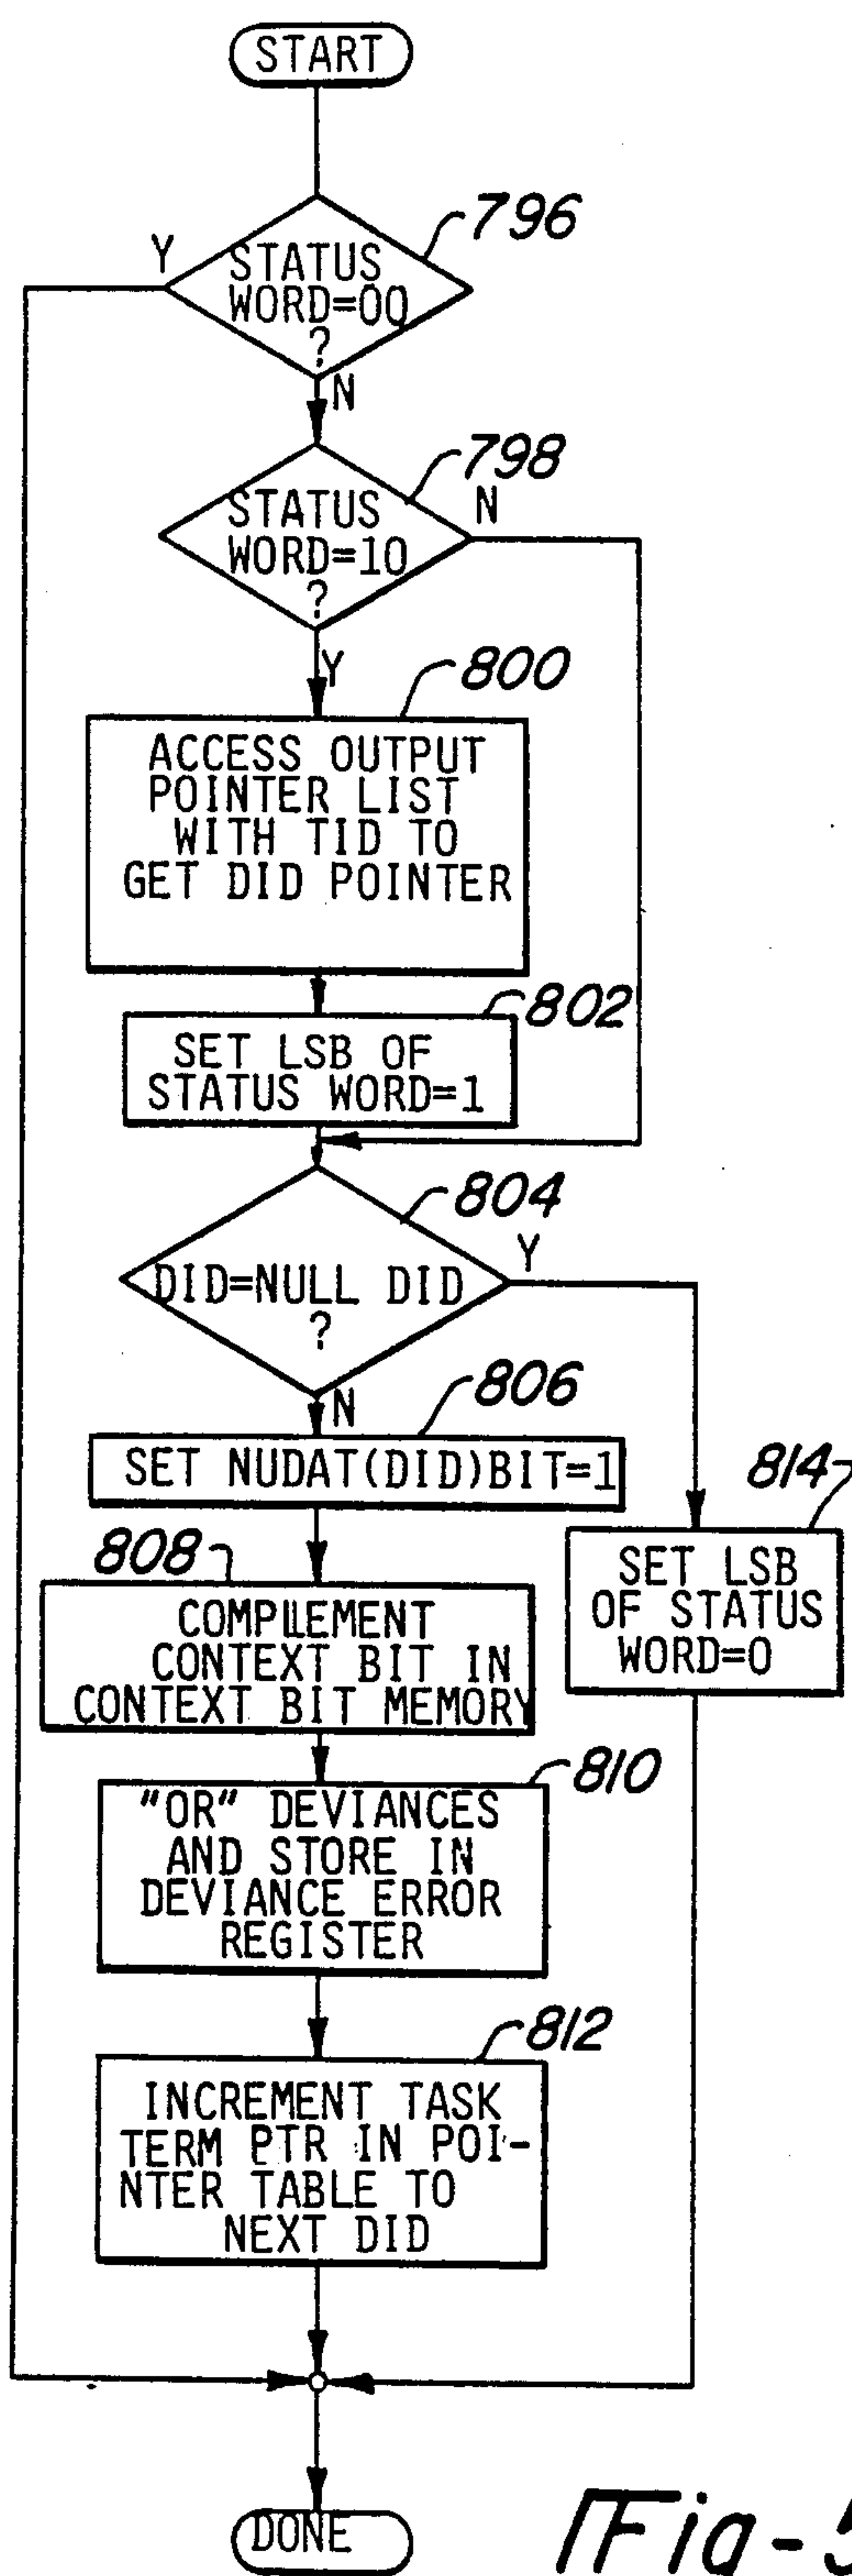 START
796
Y
STATUS
WORD=00
?
N
798
N
STATUS
WORD=10
?
Y
800
ACCESS OUTPUT
POINTER LIST
WITH TID TO
GET DID POINTER
802
SET LSB OF
STATUS WORD=1
804
Y
DID=NULL DID
?
N
806
SET NUDAT(DID)BIT=1
814
808
SET LSB
OF STATUS
WORD=0
COMPLEMENT
CONTEXT BIT IN
CONTEXT BIT MEMORY
810
"OR" DEVIANCES
AND STORE IN
DEVIANCE ERROR
REGISTER
812
INCREMENT TASK
TERM PTR IN POI-
NTER TABLE TO
NEXT DID
DONE
Fig-5